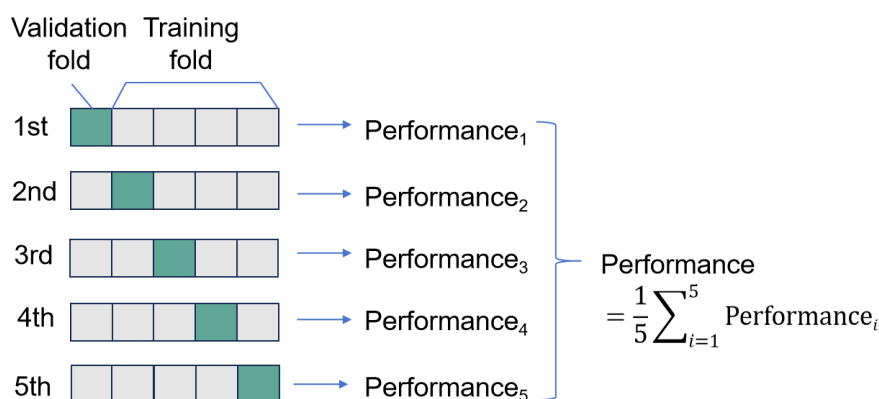 Validation fold
Training fold
1st
Performance₁
2nd
Performance₂
3rd
Performance₃
4th
Performance₄
5th
Performance₅
Performance
= 1/5 ∑_{i=1}^{5} Performance_i